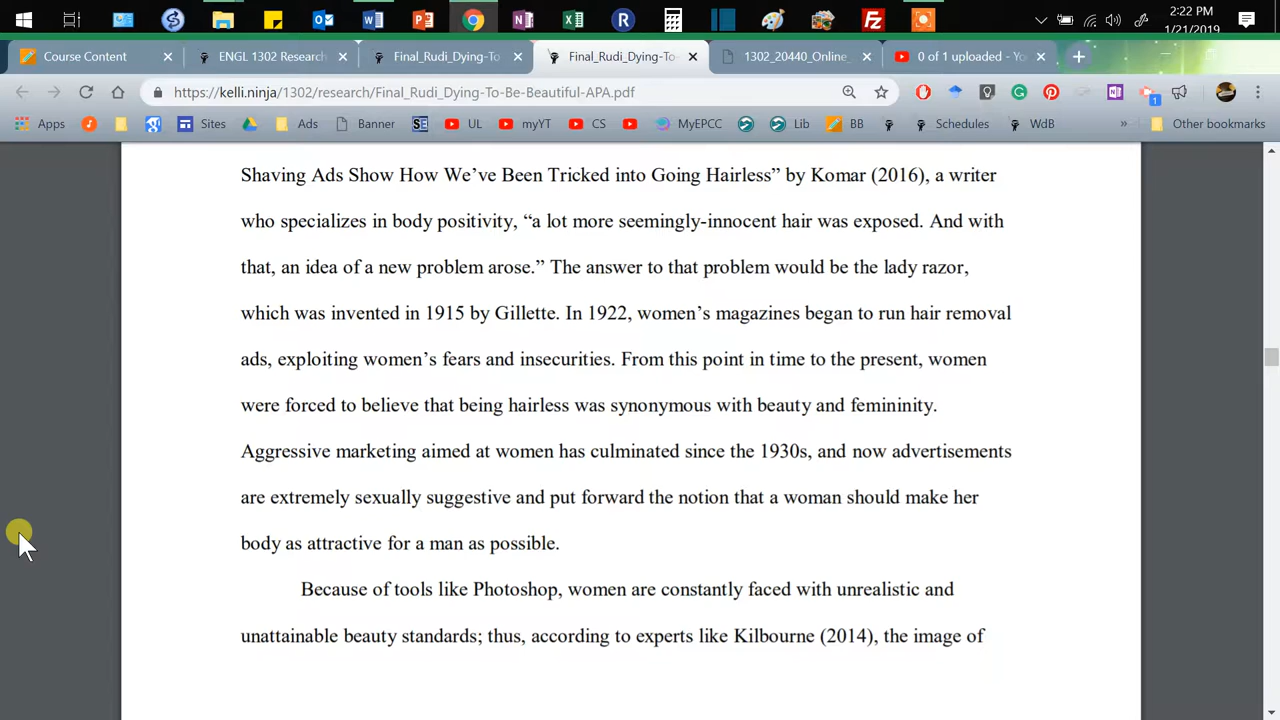 2:22 PM
1/21/2019
Course Content
ENGL 1302 Research
Final_Rudi_Dying-To-
Final_Rudi_Dying-To-
1302_20440_Online_
0 of 1 uploaded - Yo
https://kelli.ninja/1302/research/Final_Rudi_Dying-To-Be-Beautiful-APA.pdf
Apps Sites Ads Banner UL myYT CS MyEPCC Lib BB Schedules WdB » Other bookmarks
Shaving Ads Show How We’ve Been Tricked into Going Hairless” by Komar (2016), a writer
who specializes in body positivity, “a lot more seemingly-innocent hair was exposed. And with
that, an idea of a new problem arose.” The answer to that problem would be the lady razor,
which was invented in 1915 by Gillette. In 1922, women’s magazines began to run hair removal
ads, exploiting women’s fears and insecurities. From this point in time to the present, women
were forced to believe that being hairless was synonymous with beauty and femininity.
Aggressive marketing aimed at women has culminated since the 1930s, and now advertisements
are extremely sexually suggestive and put forward the notion that a woman should make her
body as attractive for a man as possible.
Because of tools like Photoshop, women are constantly faced with unrealistic and
unattainable beauty standards; thus, according to experts like Kilbourne (2014), the image of